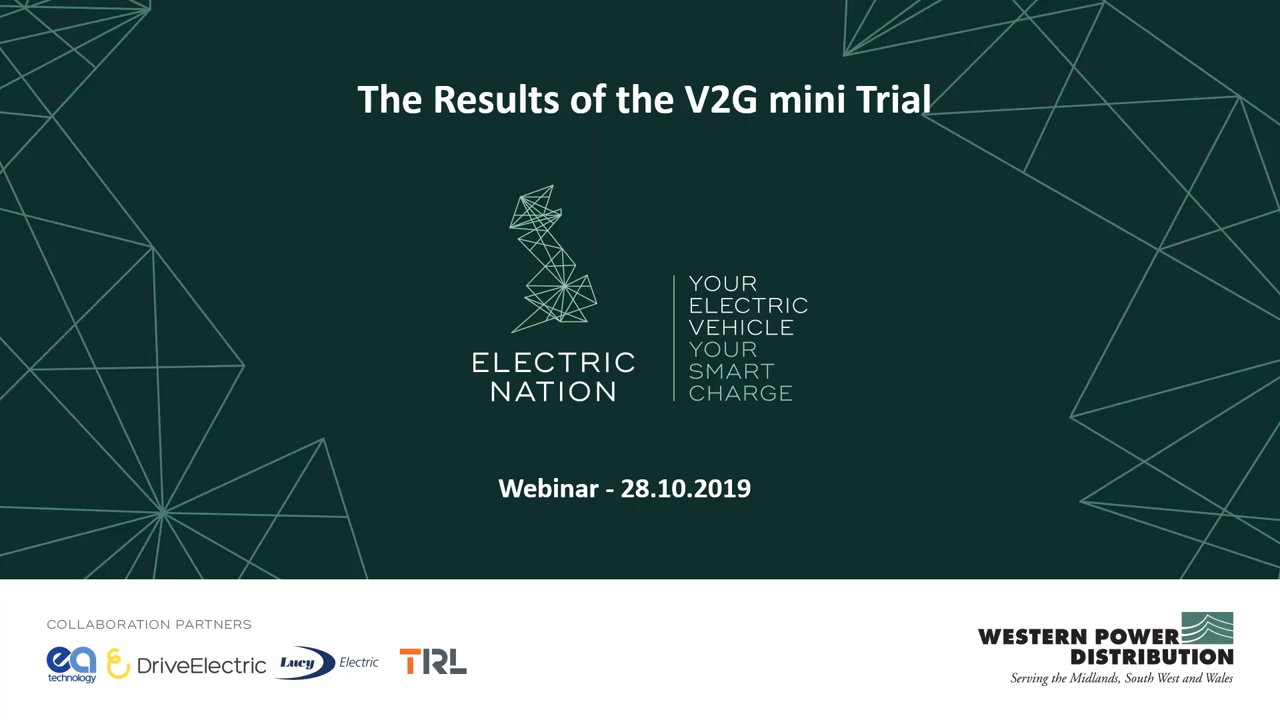 The Results of the V2G mini Trial
ELECTRIC
NATION
YOUR
ELECTRIC
VEHICLE
YOUR
SMART
CHARGE
Webinar - 28.10.2019
COLLABORATION PARTNERS
ea
technology
DriveElectric
Lucy Electric
TRL
WESTERN POWER
DISTRIBUTION
Serving the Midlands, South West and Wales